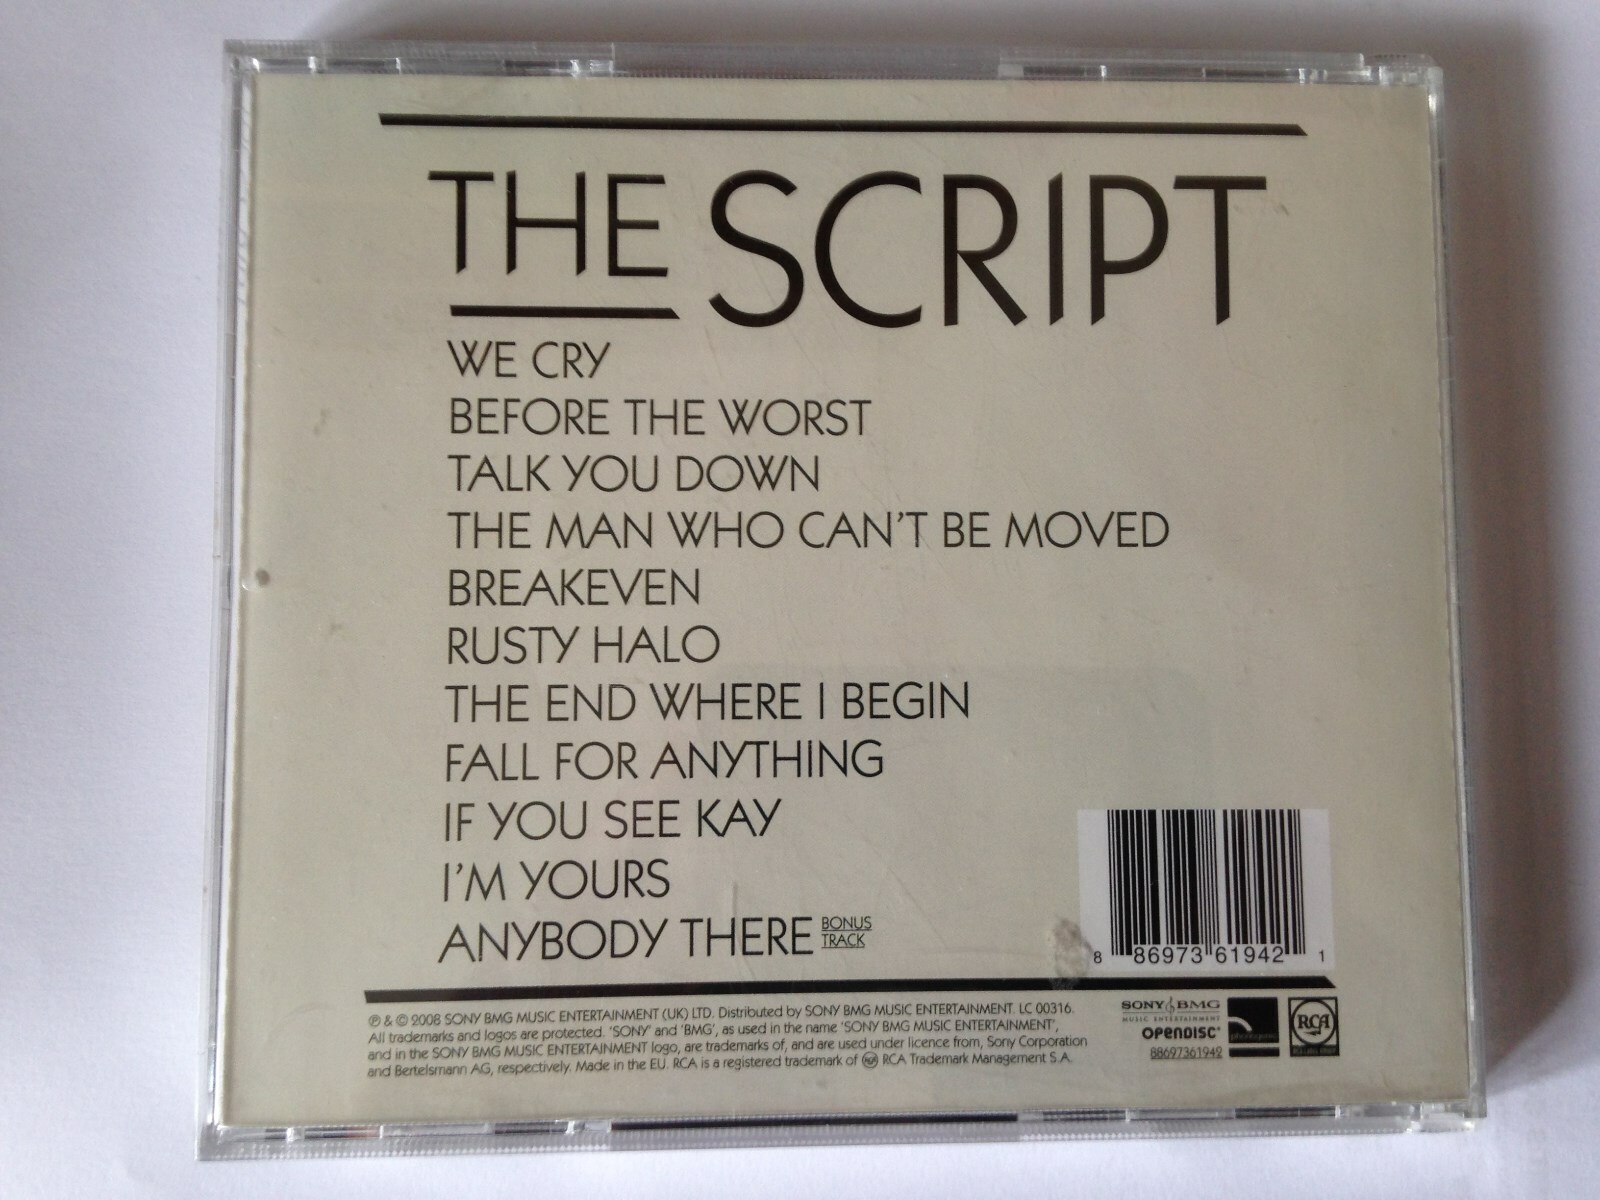 THE SCRIPT
WE CRY
BEFORE THE WORST
TALK YOU DOWN
THE MAN WHO CAN'T BE MOVED
BREAKEVEN
RUSTY HALO
THE END WHERE I BEGIN
FALL FOR ANYTHING
IF YOU SEE KAY
I'M YOURS
ANYBODY THERE BONUS TRACK
8 86973 61942 1
℗ & © 2008 SONY BMG MUSIC ENTERTAINMENT (UK) LTD. Distributed by SONY BMG MUSIC ENTERTAINMENT. LC 00316.
All trademarks and logos are protected. 'SONY' and 'BMG', as used in the name 'SONY BMG MUSIC ENTERTAINMENT',
and in the SONY BMG MUSIC ENTERTAINMENT logo, are trademarks of, and are used under licence from, Sony Corporation
and Bertelsmann AG, respectively. Made in the EU. RCA is a registered trademark of RCA RCA Trademark Management S.A.
SONY BMG
MUSIC ENTERTAINMENT
OPENDISC
88697361942
phonogenic
RCA